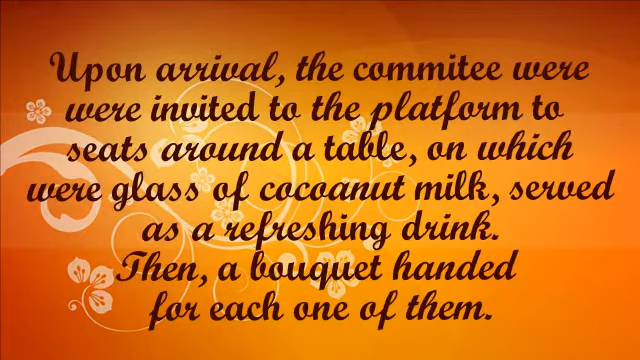 Upon arrival, the commitee were
were invited to the platform to
seats around a table, on which
were glass of cocoanut milk, served
as a refreshing drink.
Then, a bouquet handed
for each one of them.